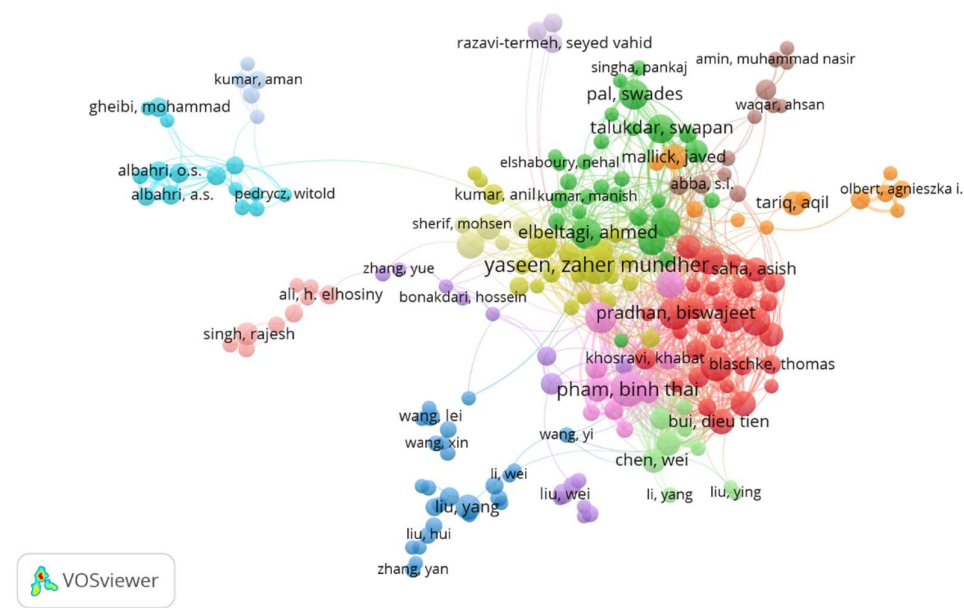 razavi-termeh, seyed vahid
amin, muhammad nasir
singha, pankaj
kumar, aman
pal, swades
gheibi, mohammad
waqar, ahsan
talukdar, swapan
mallick, javed
elshaboury, nehal
albahri, o.s.
abba, s.i.
olbert, agnieszka i.
albahri, a.s.
pedrycz, witold
kumar, anil
kumar, manish
tariq, aqil
sherif, mohsen
elbeltagi, ahmed
yaseen, zaher mundher
saha, asish
zhang, yue
ali, h. elhosiny
bonakdari, hossein
pradhan, biswajeet
singh, rajesh
khosravi, khabat
blaschke, thomas
pham, binh thai
wang, lei
bui, dieu tien
wang, yi
wang, xin
chen, wei
li, wei
liu, wei
li, yang
liu, ying
liu, yang
liu, hui
zhang, yan
VOSviewer